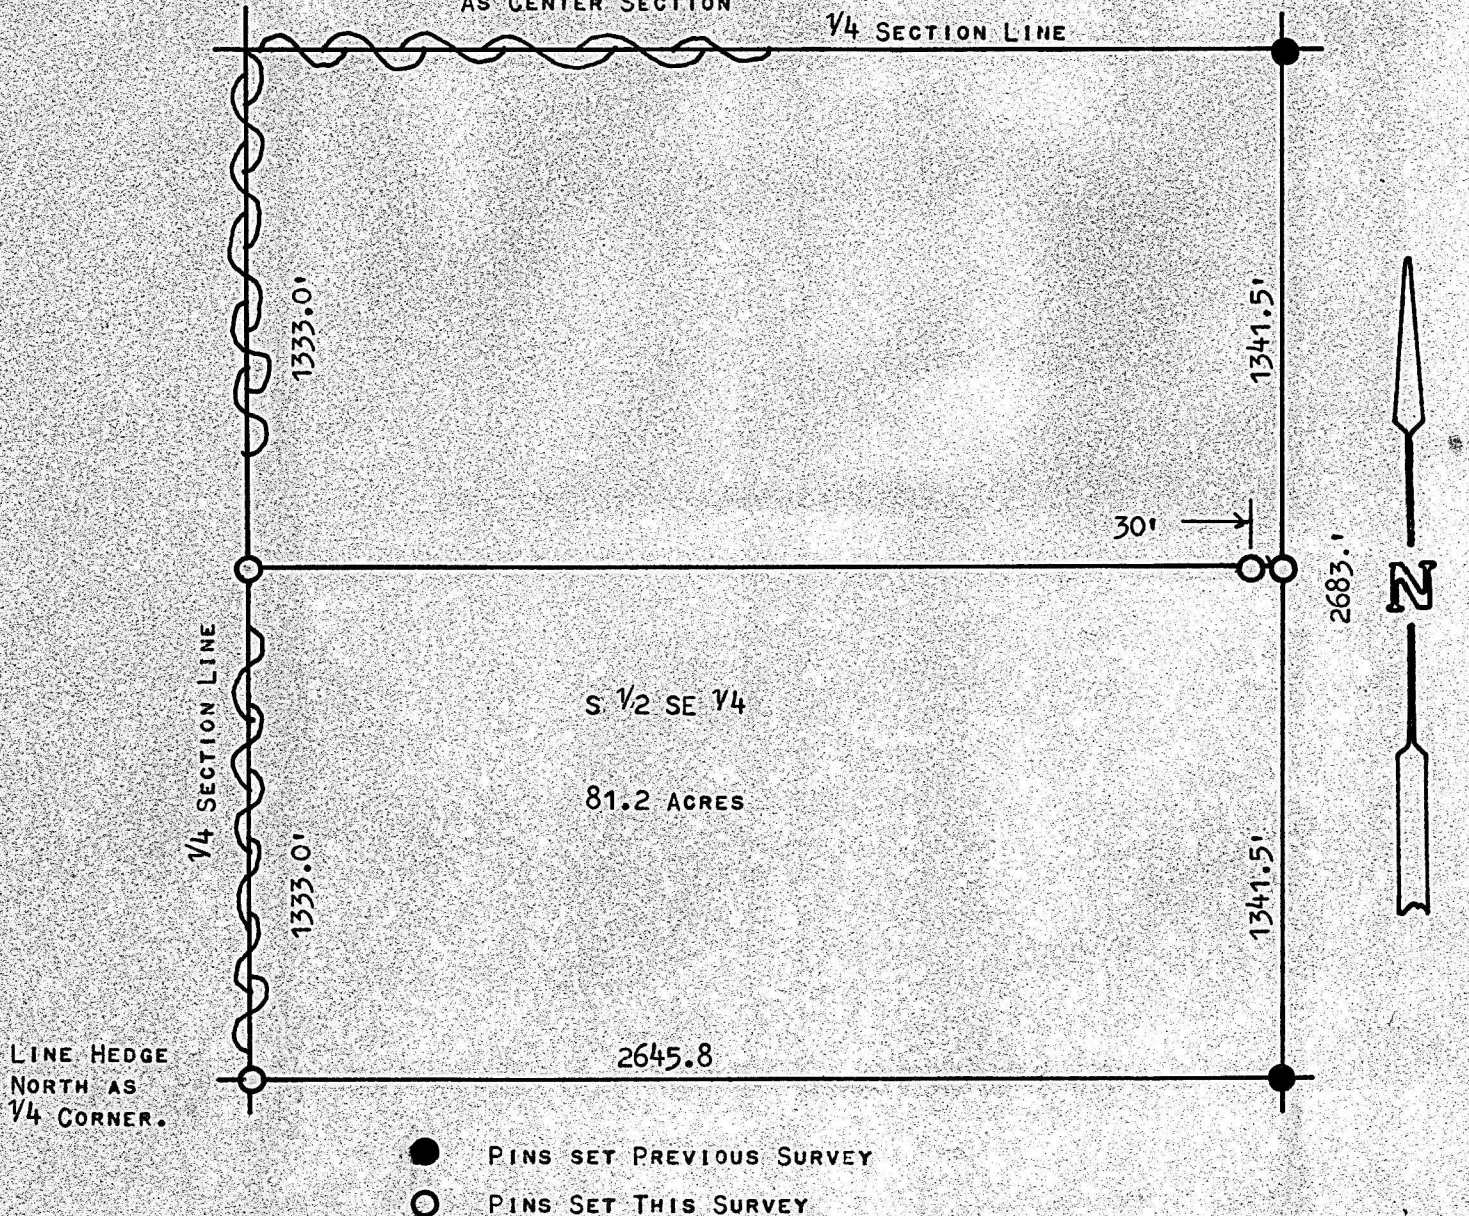 AS CENTER SECTION
1/4 SECTION LINE
1333.0'
1341.5'
30'
2683.'
N
1/4 SECTION LINE
S 1/2 SE 1/4
81.2 ACRES
1333.0'
1341.5'
LINE HEDGE
NORTH AS
1/4 CORNER.
2645.8
PINS SET PREVIOUS SURVEY
PINS SET THIS SURVEY